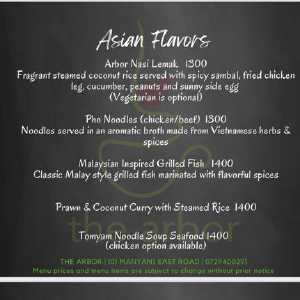 Asian Flavors
Arbor Nasi Lemak  1300
Fragrant steamed coconut rice served with spicy sambal, fried chicken
leg, cucumber, peanuts and sunny side egg
(Vegetarian is optional)
Pho Noodles (chicken/beef)  1300
Noodles served in an aromatic broth made from Vietnamese herbs &
spices
Malaysian Inspired Grilled Fish  1400
Classic Malay style grilled fish marinated with flavorful spices
Prawn & Coconut Curry with Steamed Rice  1400
the arbor
Tomyam Noodle Soup Seafood 1400
(chicken option available)
THE ARBOR | 101 MANYANI EAST ROAD | 0729400291
Menu prices and menu items are subject to change without prior notice